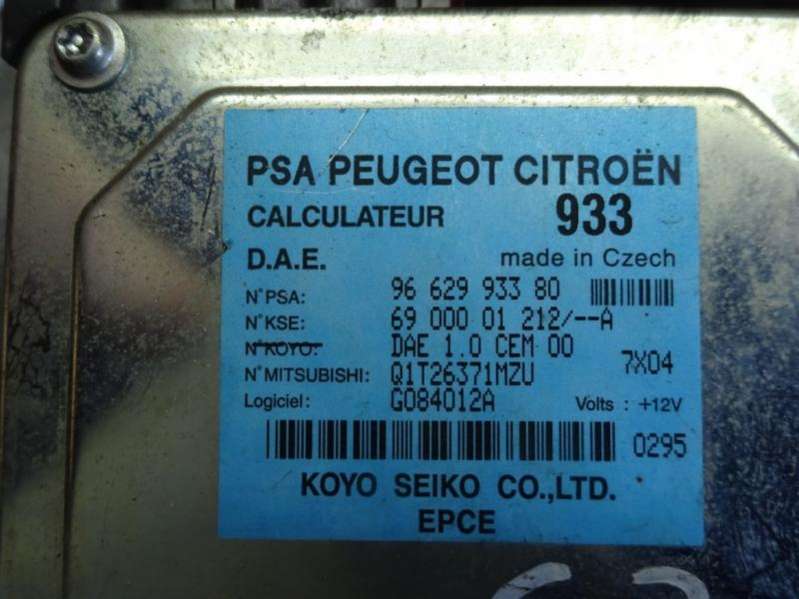 PSA PEUGEOT CITROËN
CALCULATEUR 933
D.A.E. made in Czech
N°PSA: 96 629 933 80
N°KSE: 69 000 01 212/--A
N°KOYO: DAE 1.0 CEM 00
N°MITSUBISHI: Q1T26371MZU 7X04
Logiciel: G084012A Volts : +12V
0295
KOYO SEIKO CO.,LTD.
EPCE